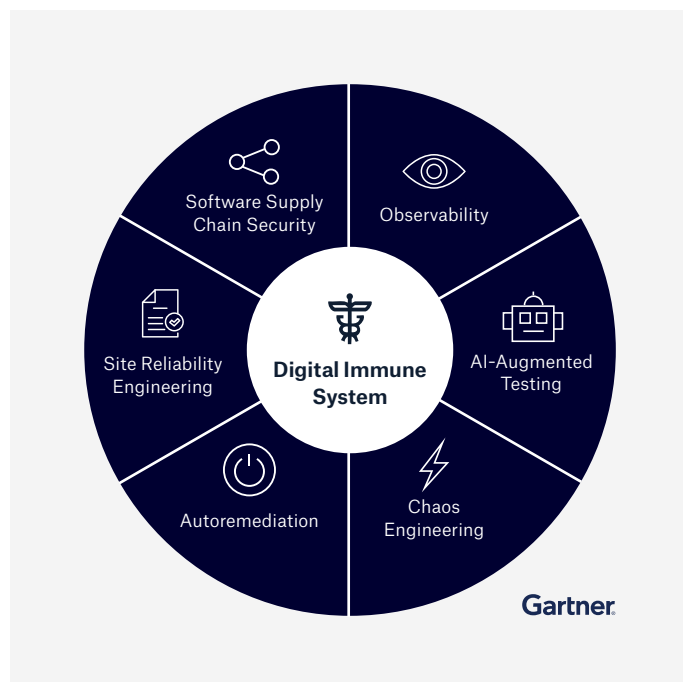 Software Supply
Chain Security
Observability
Site Reliability
Engineering
Digital Immune
System
AI-Augmented
Testing
Autoremediation
Chaos
Engineering
Gartner®